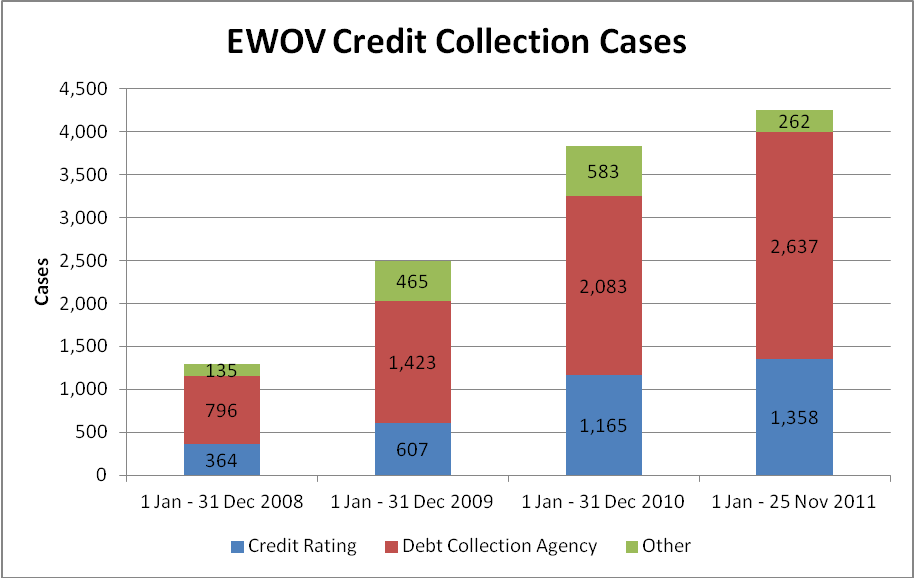 EWOV Credit Collection Cases
4,500
4,000
3,500
3,000
2,500
2,000
1,500
1,000
500
0
Cases
135
796
364
465
1,423
607
583
2,083
1,165
262
2,637
1,358
1 Jan - 31 Dec 2008
1 Jan - 31 Dec 2009
1 Jan - 31 Dec 2010
1 Jan - 25 Nov 2011
Credit Rating
Debt Collection Agency
Other